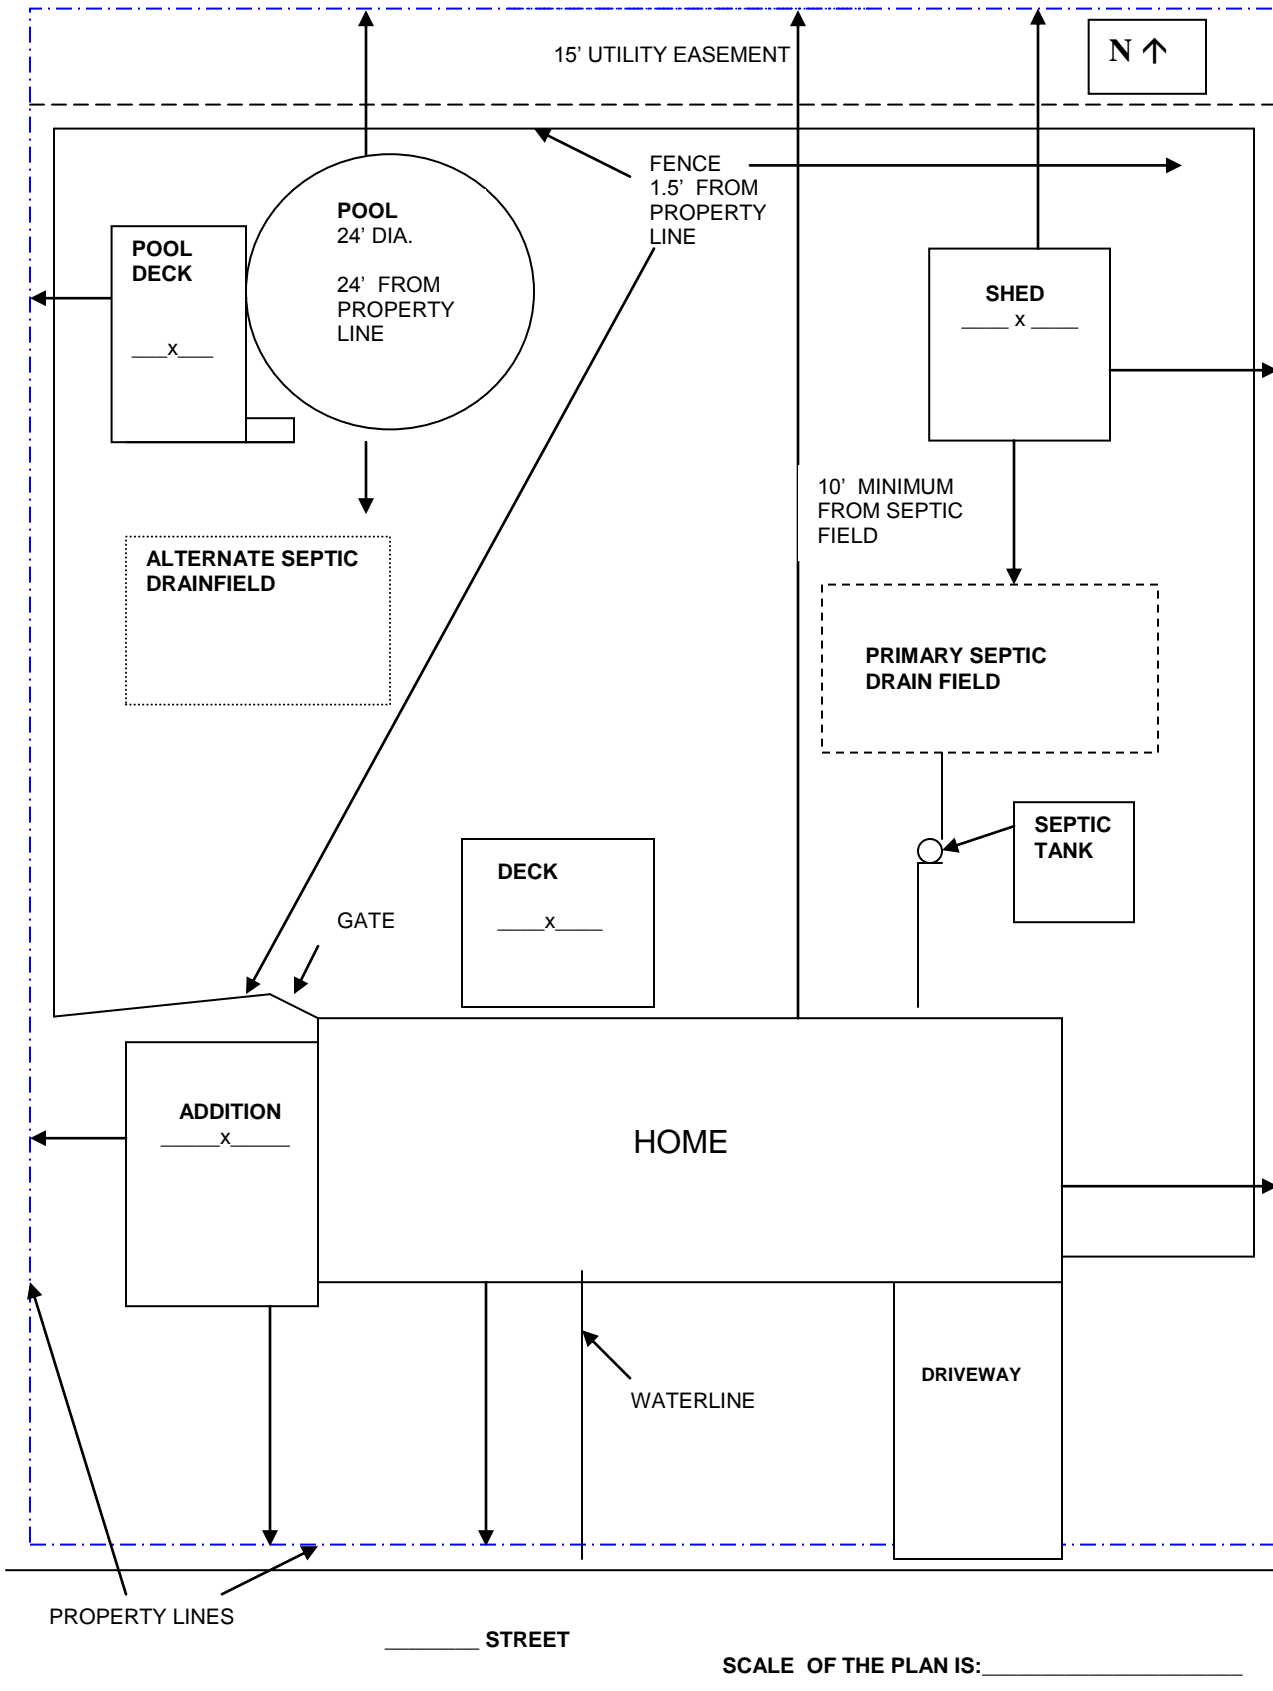 15’ UTILITY EASEMENT
N ↑
FENCE
1.5’ FROM
PROPERTY
LINE
POOL
24’ DIA.
24’ FROM
PROPERTY
LINE
POOL
DECK
___x___
SHED
____ x ____
10’ MINIMUM
FROM SEPTIC
FIELD
ALTERNATE SEPTIC
DRAINFIELD
PRIMARY SEPTIC
DRAIN FIELD
SEPTIC
TANK
DECK
____x____
GATE
ADDITION
_____x_____
HOME
DRIVEWAY
WATERLINE
PROPERTY LINES
________ STREET
SCALE OF THE PLAN IS:______________________